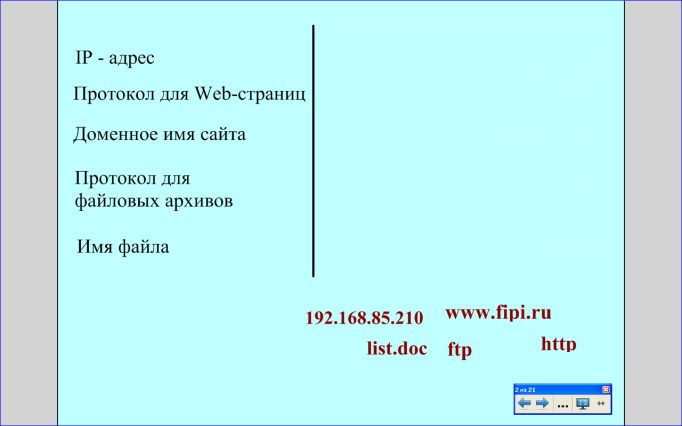 IP - адрес
Протокол для Web-страниц
Доменное имя сайта
Протокол для
файловых архивов
Имя файла
192.168.85.210
www.fipi.ru
list.doc
ftp
http
2 из 21
...